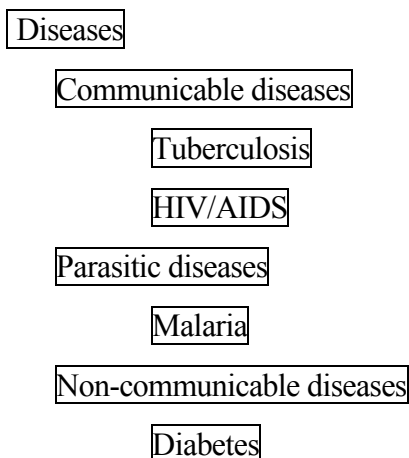 Diseases
Communicable diseases
Tuberculosis
HIV/AIDS
Parasitic diseases
Malaria
Non-communicable diseases
Diabetes